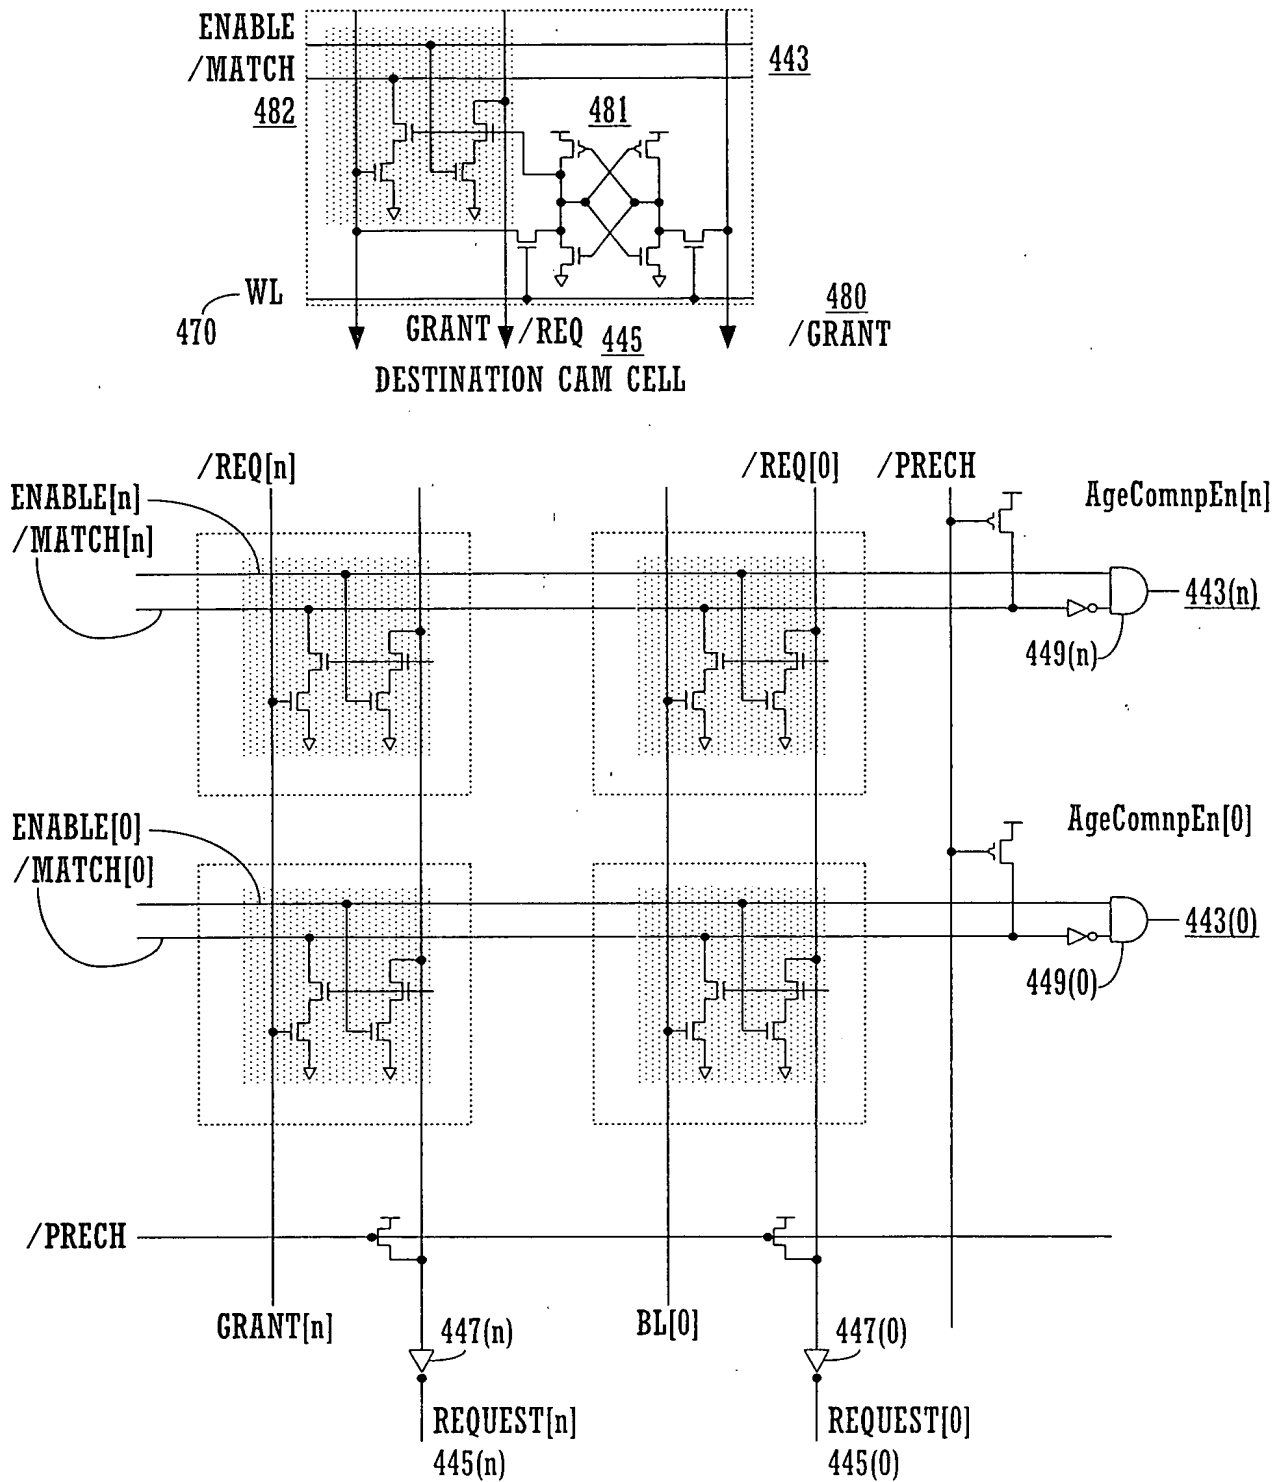 ENABLE
/MATCH
443
482
481
WL
470
GRANT
/REQ
445
480
/GRANT
DESTINATION CAM CELL
/REQ[n]
/REQ[0]
/PRECH
ENABLE[n]
/MATCH[n]
AgeComnpEn[n]
443(n)
449(n)
ENABLE[0]
/MATCH[0]
AgeComnpEn[0]
443(0)
449(0)
/PRECH
GRANT[n]
447(n)
BL[0]
447(0)
REQUEST[n]
445(n)
REQUEST[0]
445(0)